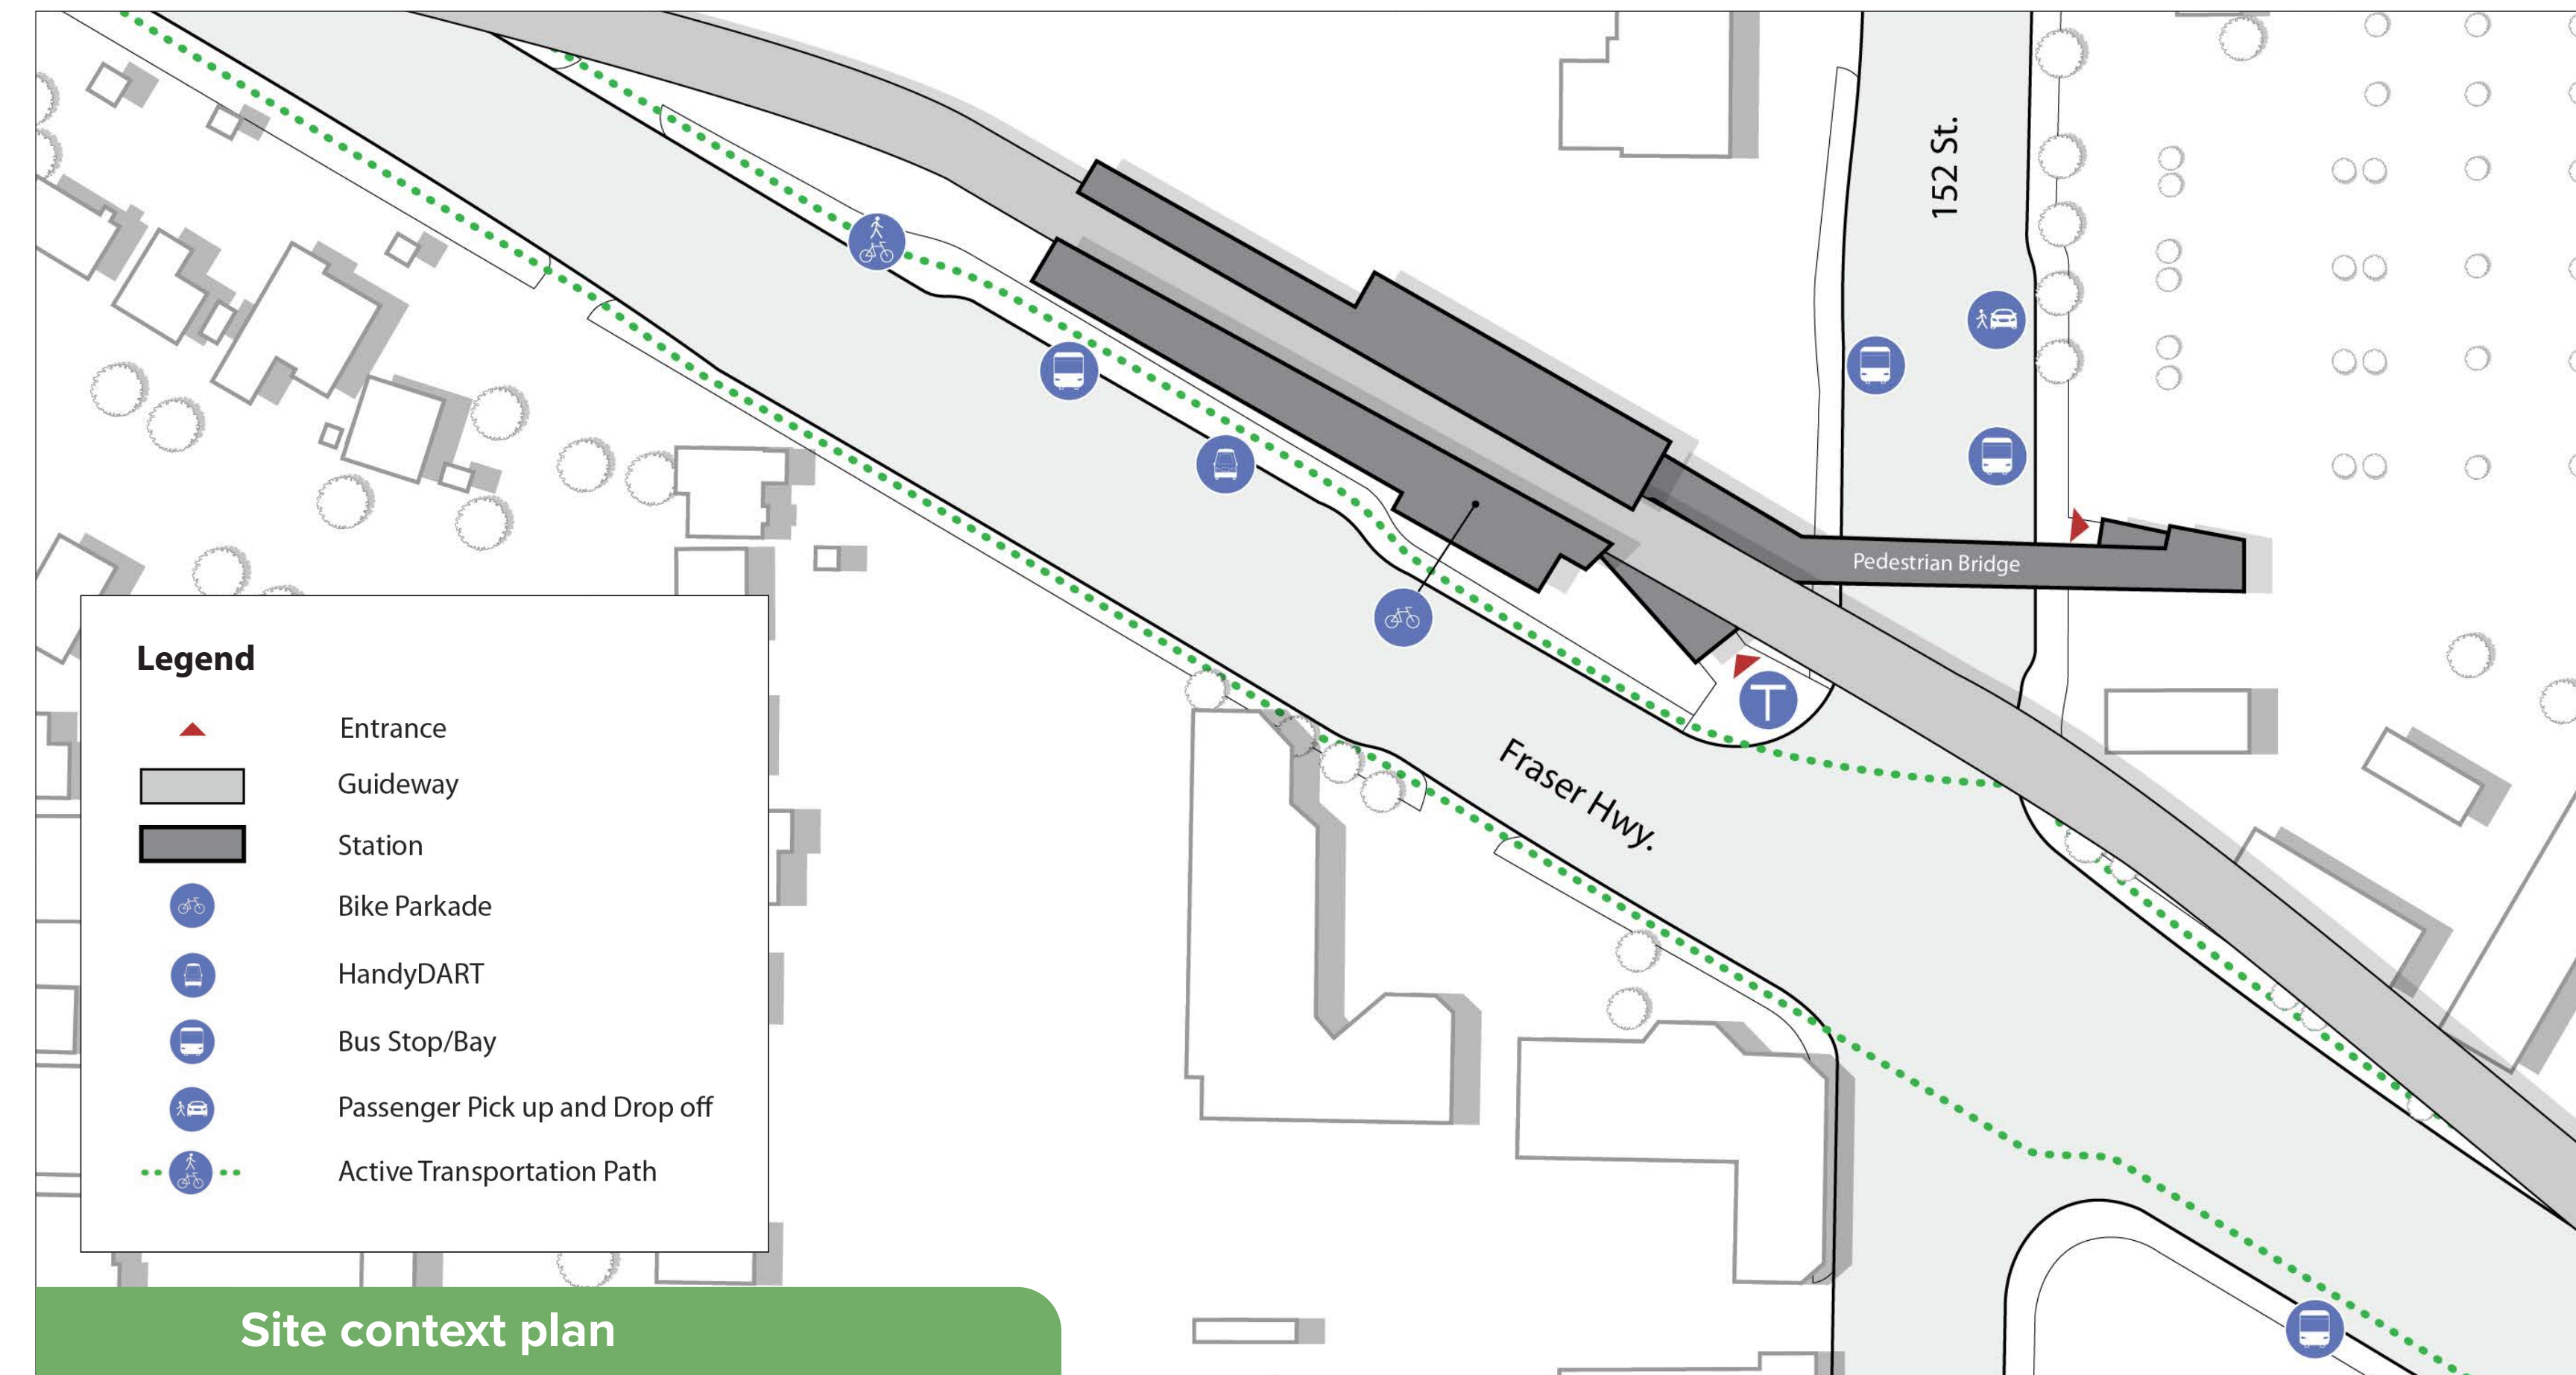 152 St.
Pedestrian Bridge
T
Fraser Hwy.
Legend
Entrance
Guideway
Station
Bike Parkade
HandyDART
Bus Stop/Bay
Passenger Pick up and Drop off
Active Transportation Path
Site context plan